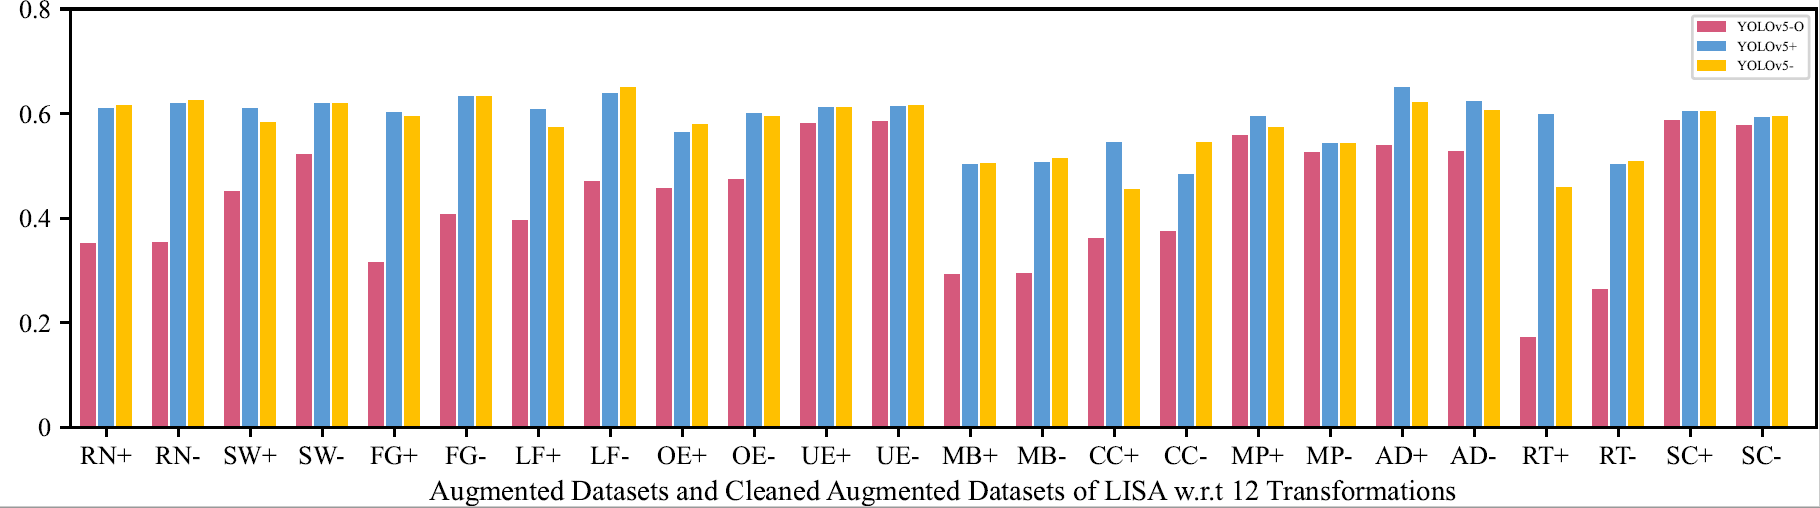 0.8
YOLOv5-O
YOLOv5+
YOLOv5-
0.6
0.4
0.2
0
RN+ RN- SW+ SW- FG+ FG- LF+ LF- OE+ OE- UE+ UE- MB+ MB- CC+ CC- MP+ MP- AD+ AD- RT+ RT- SC+ SC-
Augmented Datasets and Cleaned Augmented Datasets of LISA w.r.t 12 Transformations